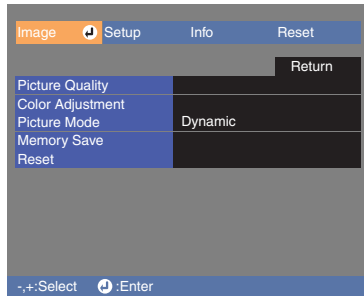 Image Setup Info Reset
Return
Picture Quality
Color Adjustment
Picture Mode Dynamic
Memory Save
Reset
-,+:Select :Enter